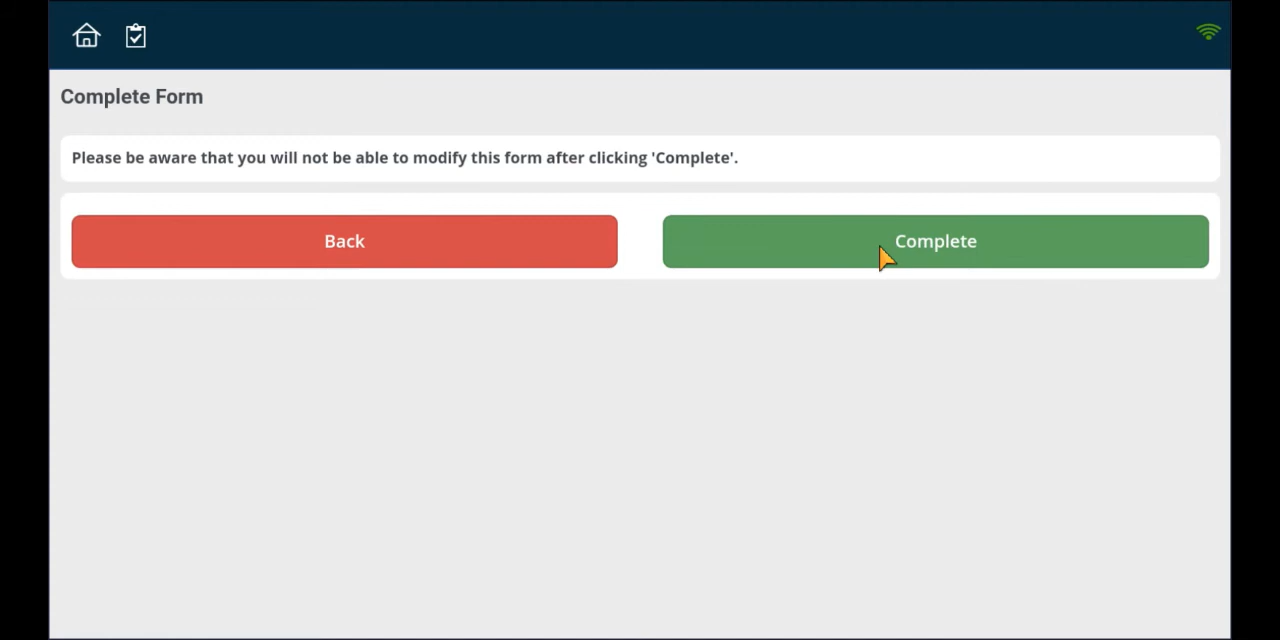 Complete Form
Please be aware that you will not be able to modify this form after clicking 'Complete'.
Back
Complete